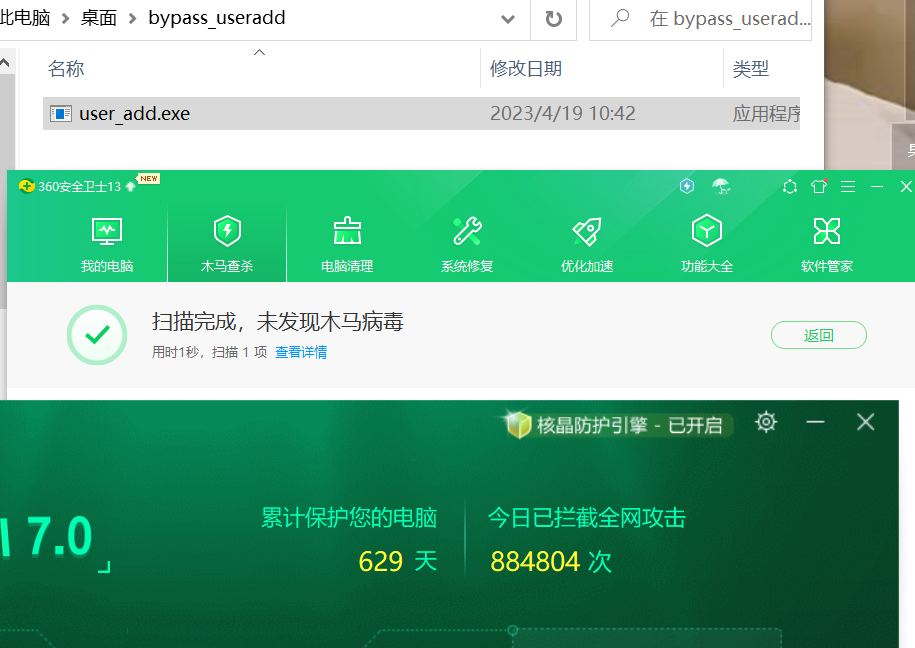 此电脑 > 桌面 > bypass_useradd
在 bypass_userad...
名称 修改日期 类型
user_add.exe 2023/4/19 10:42 应用程序
360安全卫士13 NEW
我的电脑 木马查杀 电脑清理 系统修复 优化加速 功能大全 软件管家
扫描完成，未发现木马病毒
用时1秒，扫描 1 项 查看详情
返回
核晶防护引擎 - 已开启
7.0
累计保护您的电脑 今日已拦截全网攻击
629 天 884804 次